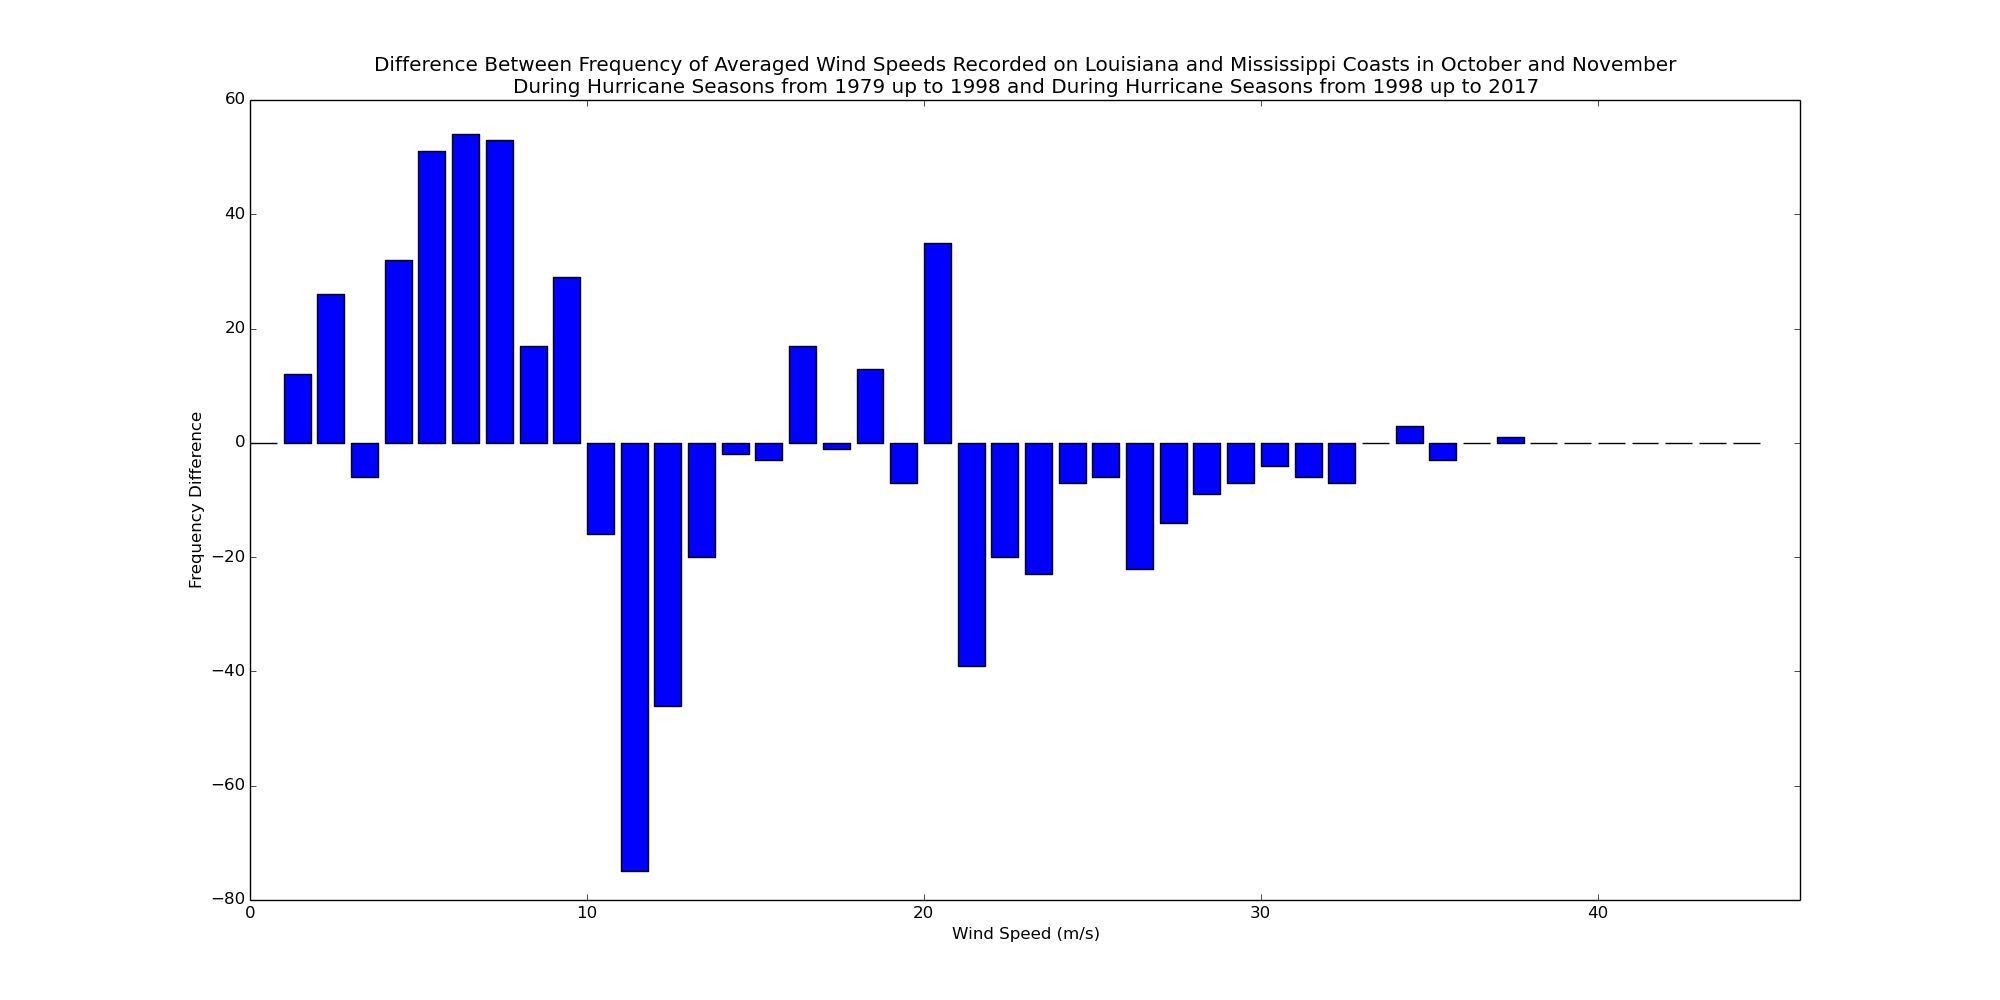 Difference Between Frequency of Averaged Wind Speeds Recorded on Louisiana and Mississippi Coasts in October and November
During Hurricane Seasons from 1979 up to 1998 and During Hurricane Seasons from 1998 up to 2017
60
40
20
0
−20
−40
−60
−80
Frequency Difference
0 10 20 30 40
Wind Speed (m/s)